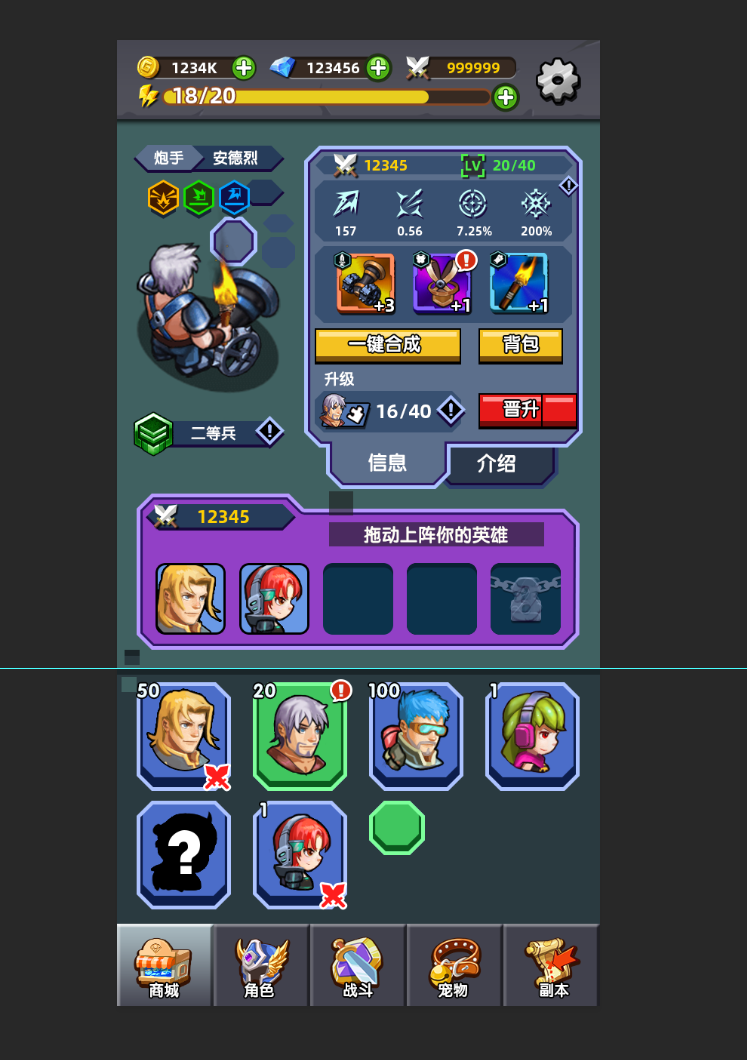 1234K 123456 999999
18/20
炮手 安德烈
12345 LV 20/40
157 0.56 7.25% 200%
+3 +1 +1
一键合成 背包
升级
16/40 晋升
二等兵
信息 介绍
12345
拖动上阵你的英雄
50 20 100 1
? 1
商城 角色 战斗 宠物 副本